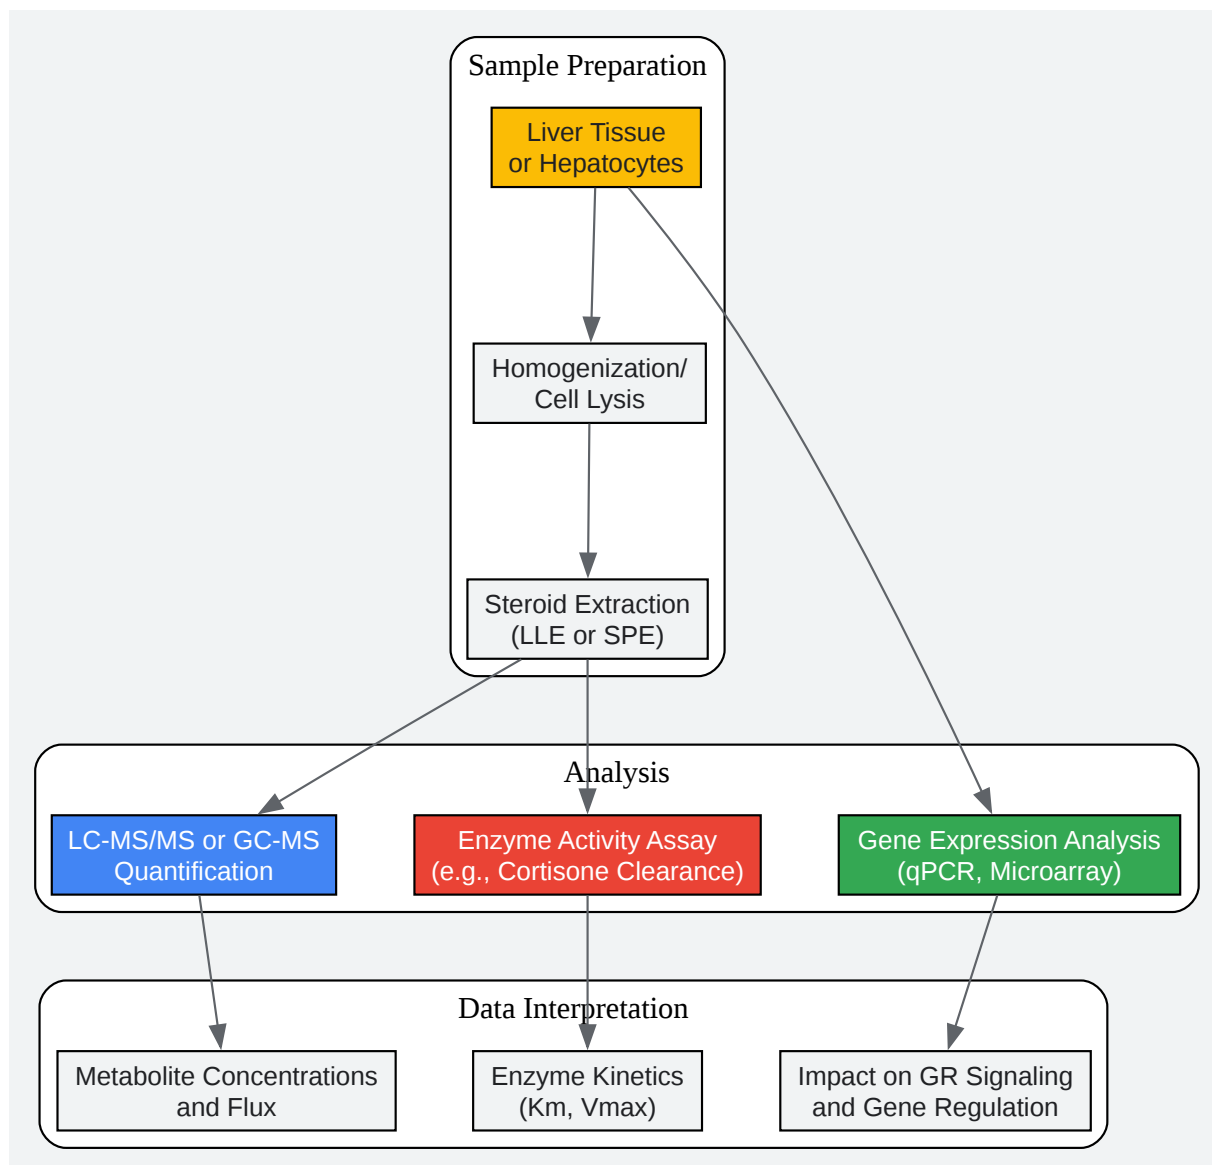 Sample Preparation
Liver Tissue
or Hepatocytes
Homogenization/
Cell Lysis
Steroid Extraction
(LLE or SPE)
Analysis
LC-MS/MS or GC-MS
Quantification
Enzyme Activity Assay
(e.g., Cortisone Clearance)
Gene Expression Analysis
(qPCR, Microarray)
Data Interpretation
Metabolite Concentrations
and Flux
Enzyme Kinetics
(Km, Vmax)
Impact on GR Signaling
and Gene Regulation